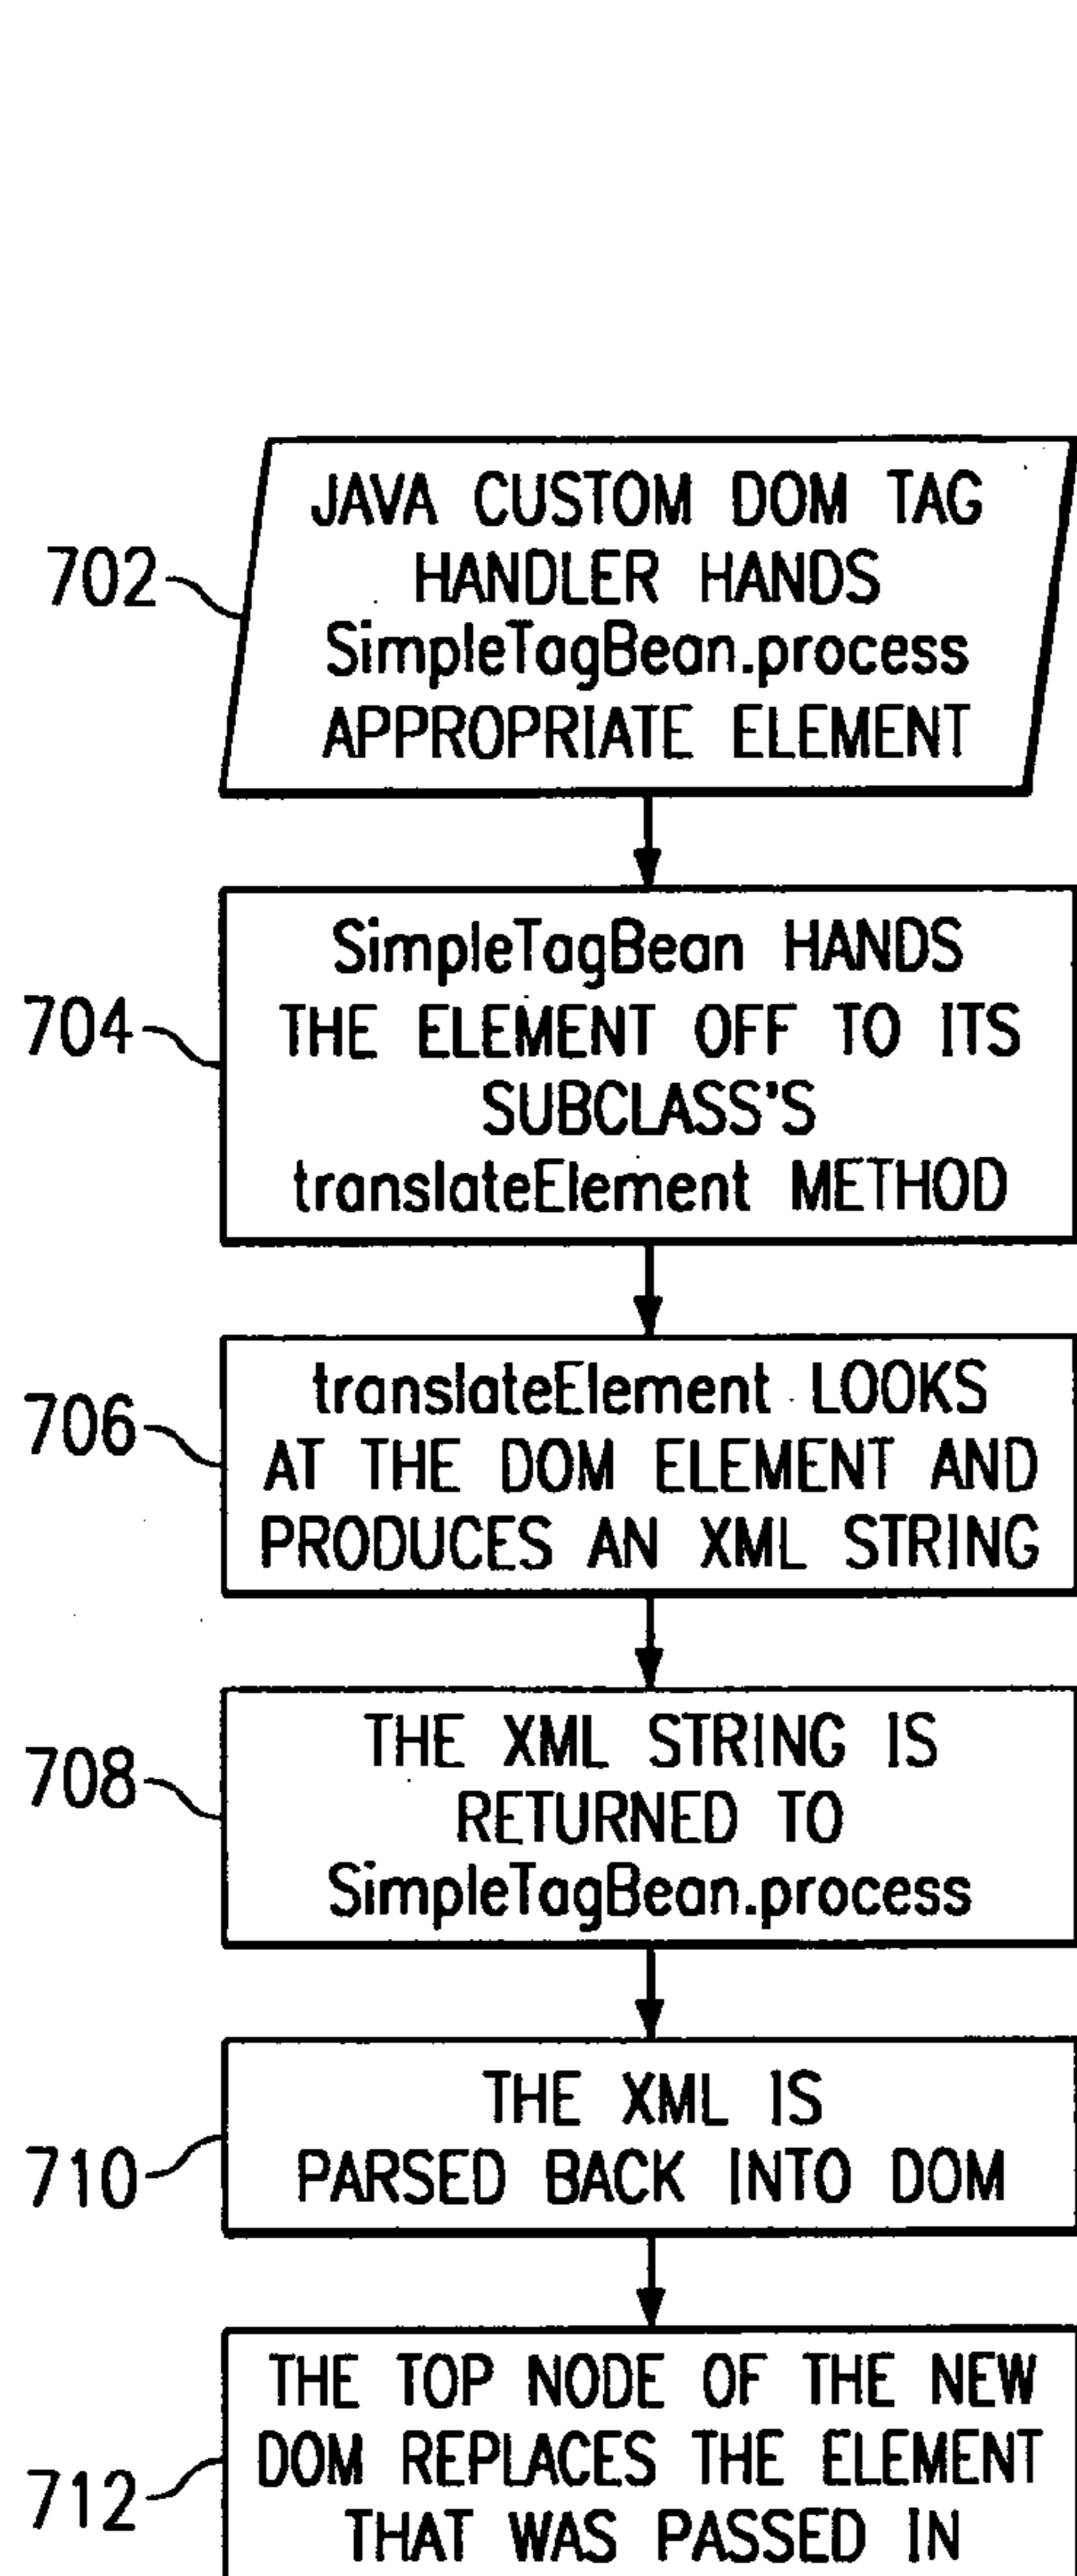 JAVA CUSTOM DOM TAG
HANDLER HANDS
SimpleTagBean.process
APPROPRIATE ELEMENT
702
SimpleTagBean HANDS
THE ELEMENT OFF TO ITS
SUBCLASS'S
translateElement METHOD
704
translateElement LOOKS
AT THE DOM ELEMENT AND
PRODUCES AN XML STRING
706
THE XML STRING IS
RETURNED TO
SimpleTagBean.process
708
THE XML IS
PARSED BACK INTO DOM
710
THE TOP NODE OF THE NEW
DOM REPLACES THE ELEMENT
THAT WAS PASSED IN
712